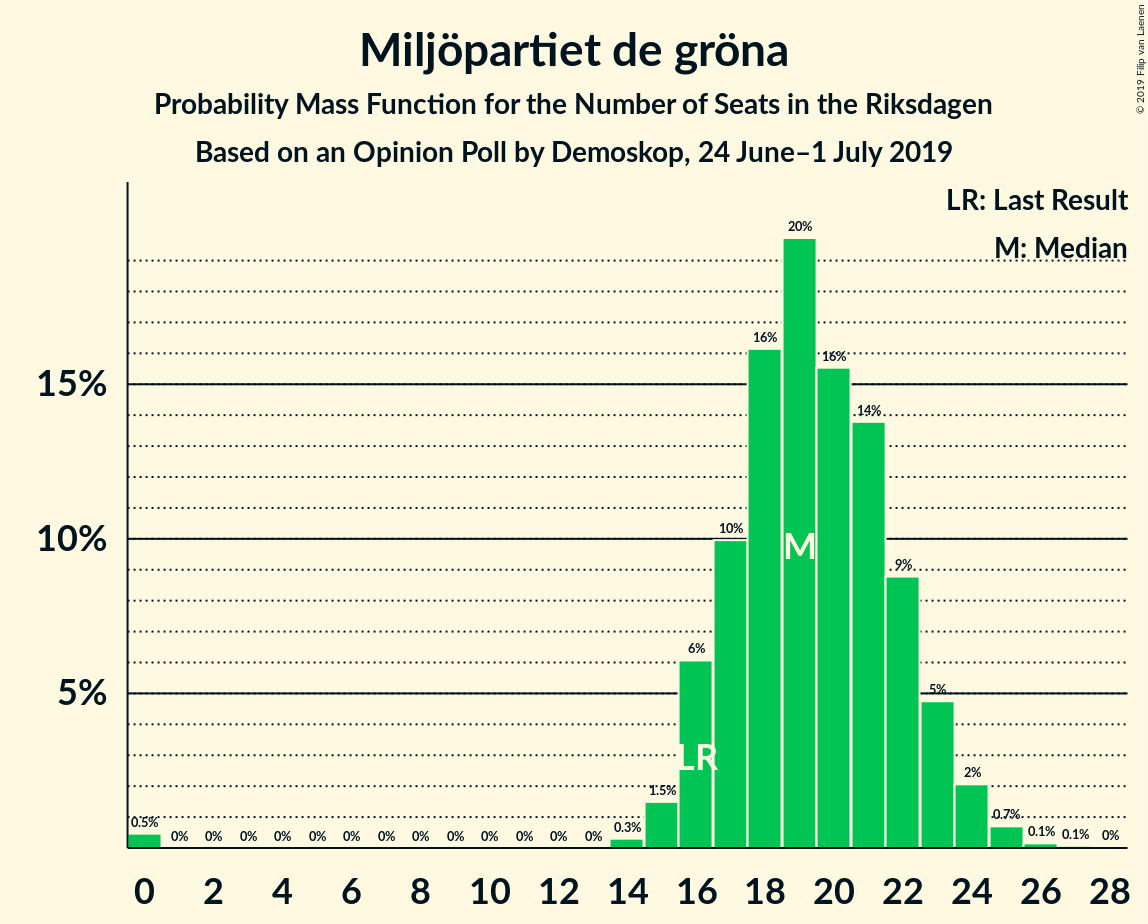 Miljöpartiet de gröna
Probability Mass Function for the Number of Seats in the Riksdagen
Based on an Opinion Poll by Demoskop, 24 June–1 July 2019
© 2019 Filip van Laenen
LR: Last Result
M: Median
20%
16%
16%
15%
14%
10%
10%
M
9%
6%
5%
5%
LR
2%
1.5%
0.7%
0.5%
0.3%
0.1%
0.1%
0% 0% 0% 0% 0% 0% 0% 0% 0% 0% 0% 0% 0% 0%
0 2 4 6 8 10 12 14 16 18 20 22 24 26 28